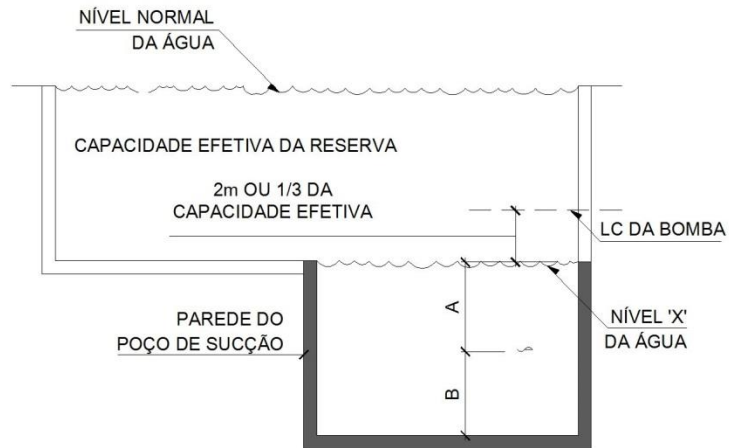 NÍVEL NORMAL
DA ÁGUA
CAPACIDADE EFETIVA DA RESERVA
2m OU 1/3 DA
CAPACIDADE EFETIVA
LC DA BOMBA
A
PAREDE DO
POÇO DE SUCÇÃO
NÍVEL 'X'
DA ÁGUA
B